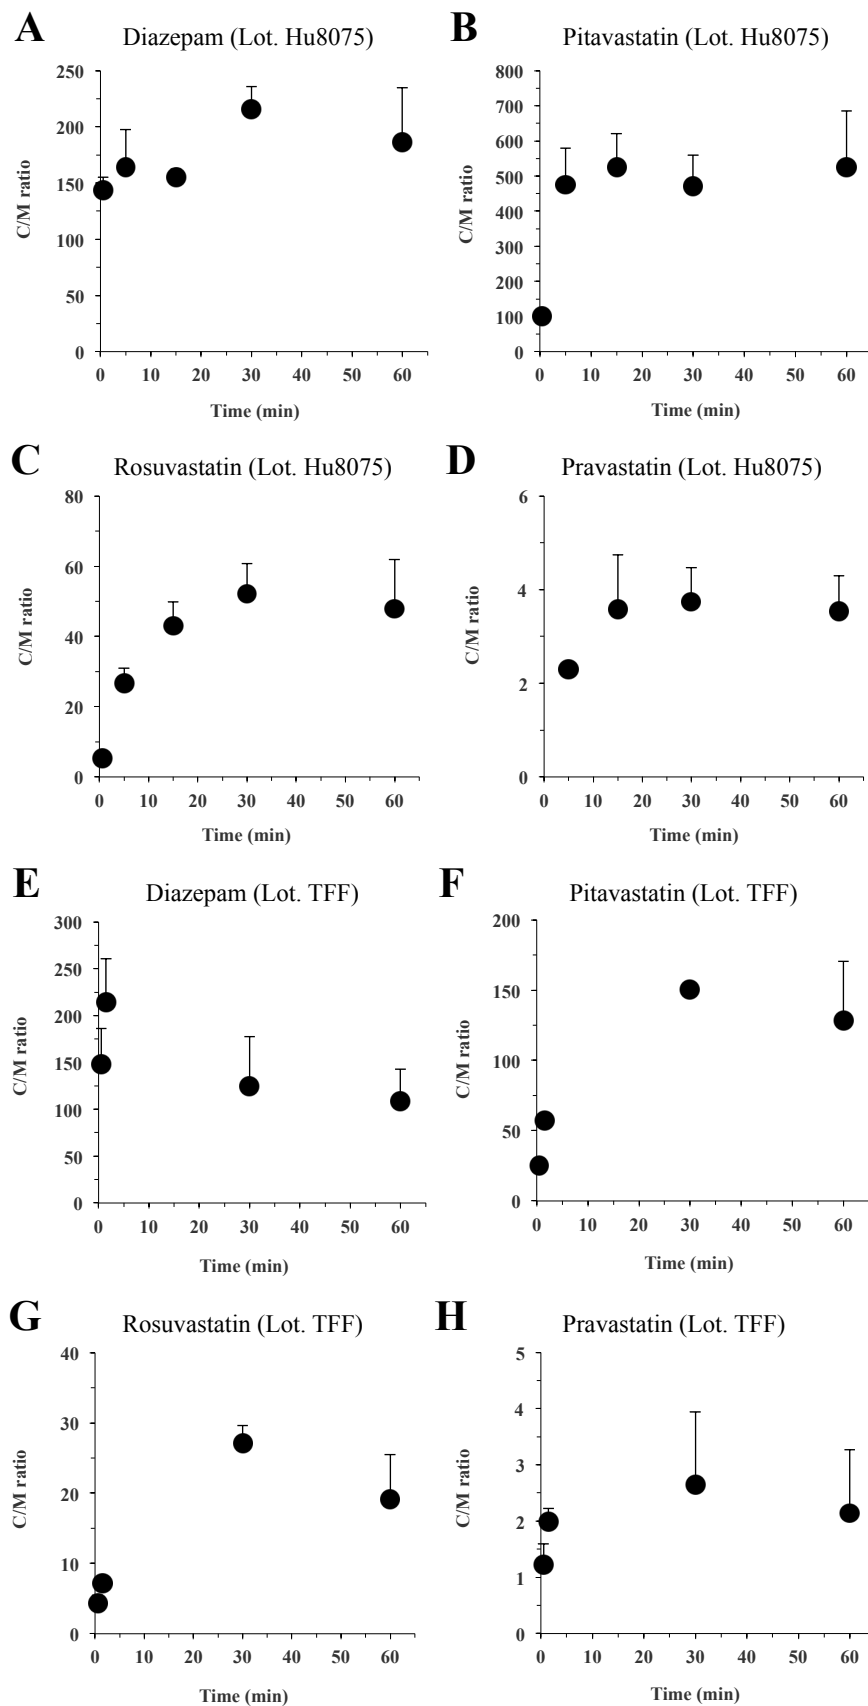 A
Diazepam (Lot. Hu8075)
C/M ratio
250
200
150
100
50
0
0 10 20 30 40 50 60
Time (min)
B
Pitavastatin (Lot. Hu8075)
C/M ratio
800
700
600
500
400
300
200
100
0
0 10 20 30 40 50 60
Time (min)
C
Rosuvastatin (Lot. Hu8075)
C/M ratio
80
60
40
20
0
0 10 20 30 40 50 60
Time (min)
D
Pravastatin (Lot. Hu8075)
C/M ratio
6
4
2
0
0 10 20 30 40 50 60
Time (min)
E
Diazepam (Lot. TFF)
C/M ratio
300
250
200
150
100
50
0
0 10 20 30 40 50 60
Time (min)
F
Pitavastatin (Lot. TFF)
C/M ratio
200
150
100
50
0
0 10 20 30 40 50 60
Time (min)
G
Rosuvastatin (Lot. TFF)
C/M ratio
40
30
20
10
0
0 10 20 30 40 50 60
Time (min)
H
Pravastatin (Lot. TFF)
C/M ratio
5
4
3
2
1
0
0 10 20 30 40 50 60
Time (min)